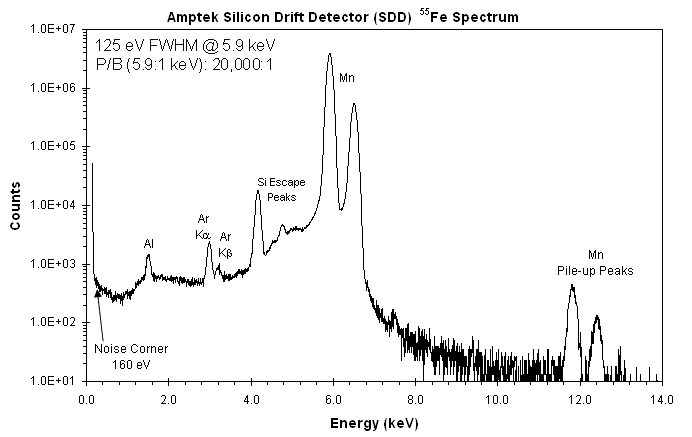 Amptek Silicon Drift Detector (SDD) ⁵⁵Fe Spectrum
125 eV FWHM @ 5.9 keV
P/B (5.9:1 keV): 20,000:1
Counts
1.0E+07
1.0E+06
1.0E+05
1.0E+04
1.0E+03
1.0E+02
1.0E+01
Mn
Si Escape
Peaks
Ar
Kα
Ar
Kβ
Al
Mn
Pile-up Peaks
Noise Corner
160 eV
0.0
2.0
4.0
6.0
8.0
10.0
12.0
14.0
Energy (keV)